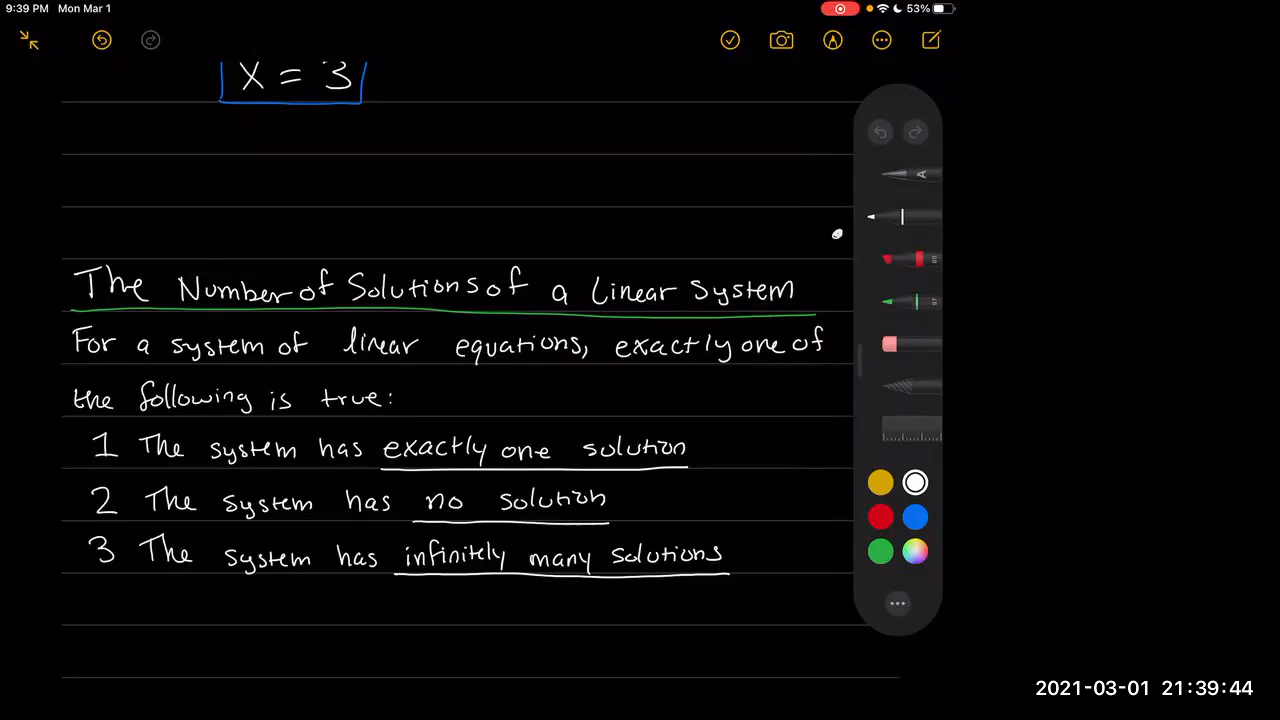 9:39 PM Mon Mar 1
53%
X = 3
The Number of Solutions of a Linear System
For a system of linear equations, exactly one of
the following is true:
1 The system has exactly one solution
2 The system has no solution
3 The system has infinitely many solutions
A
80
97
2021-03-01 21:39:44